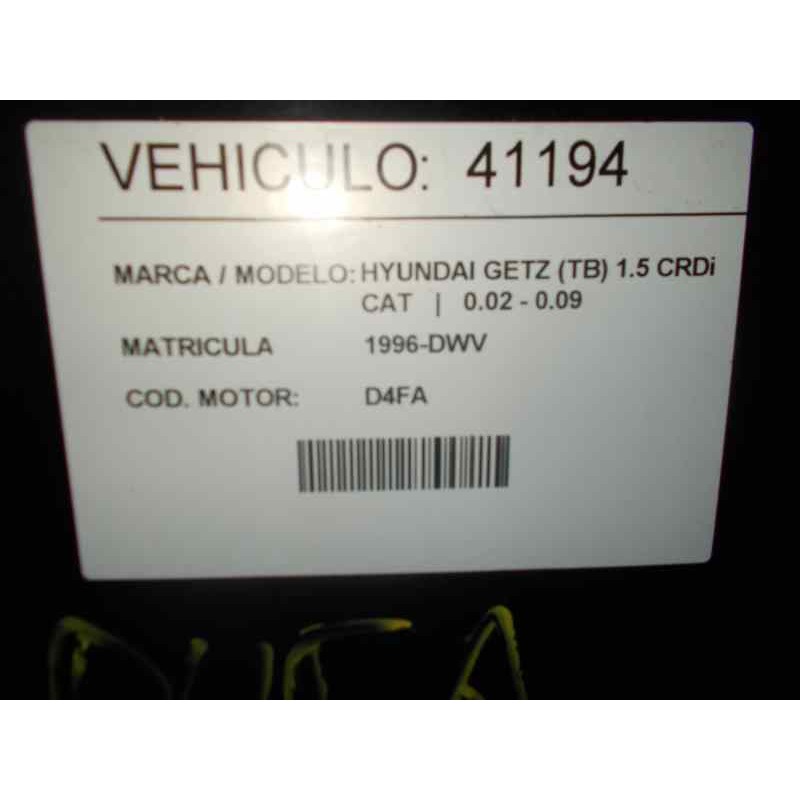 VEHICULO: 41194
MARCA / MODELO: HYUNDAI GETZ (TB) 1.5 CRDi
CAT | 0.02 - 0.09
MATRICULA 1996-DWV
COD. MOTOR: D4FA
D4FA